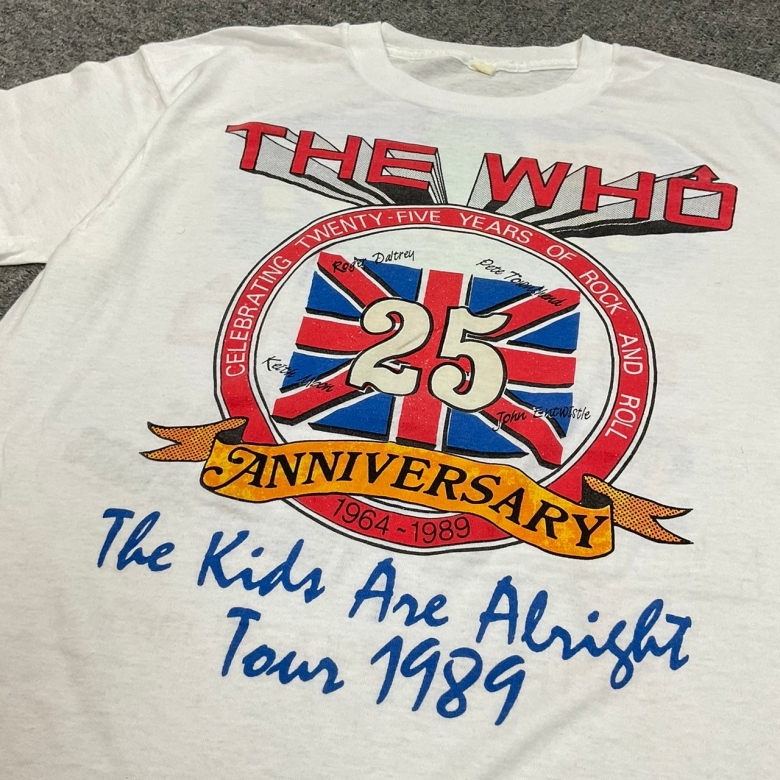 THE WHO
CELEBRATING TWENTY-FIVE YEARS OF ROCK AND ROLL
Roger Daltrey
Pete Townshend
25
Keith Moon
John Entwistle
ANNIVERSARY
1964-1989
The Kids Are Alright
Tour 1989